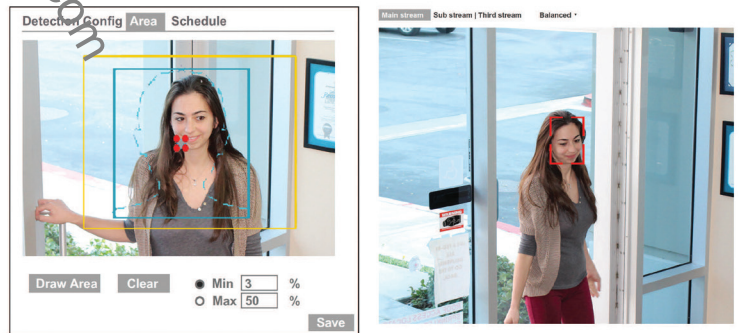 Detection Config Area Schedule
Draw Area Clear Min 3 %
Max 50 %
Save
Main stream Sub stream | Third stream Balanced
com